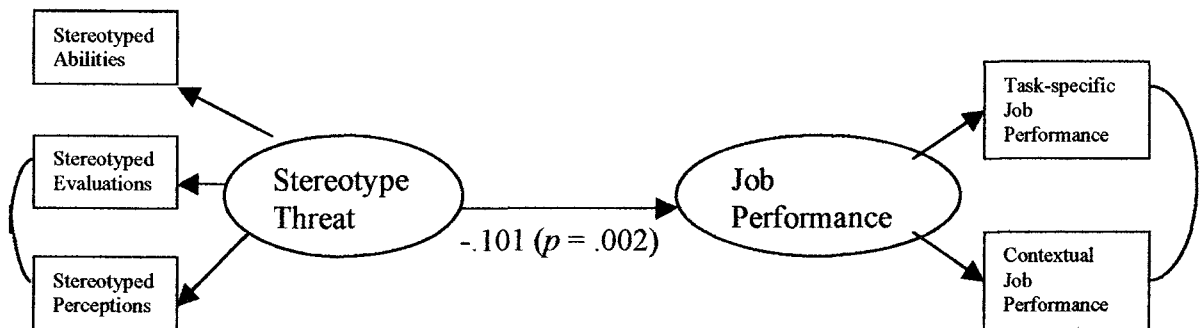 Stereotyped
Abilities
Stereotyped
Evaluations
Stereotyped
Perceptions
Stereotype
Threat
-.101 (p = .002)
Job
Performance
Task-specific
Job
Performance
Contextual
Job
Performance